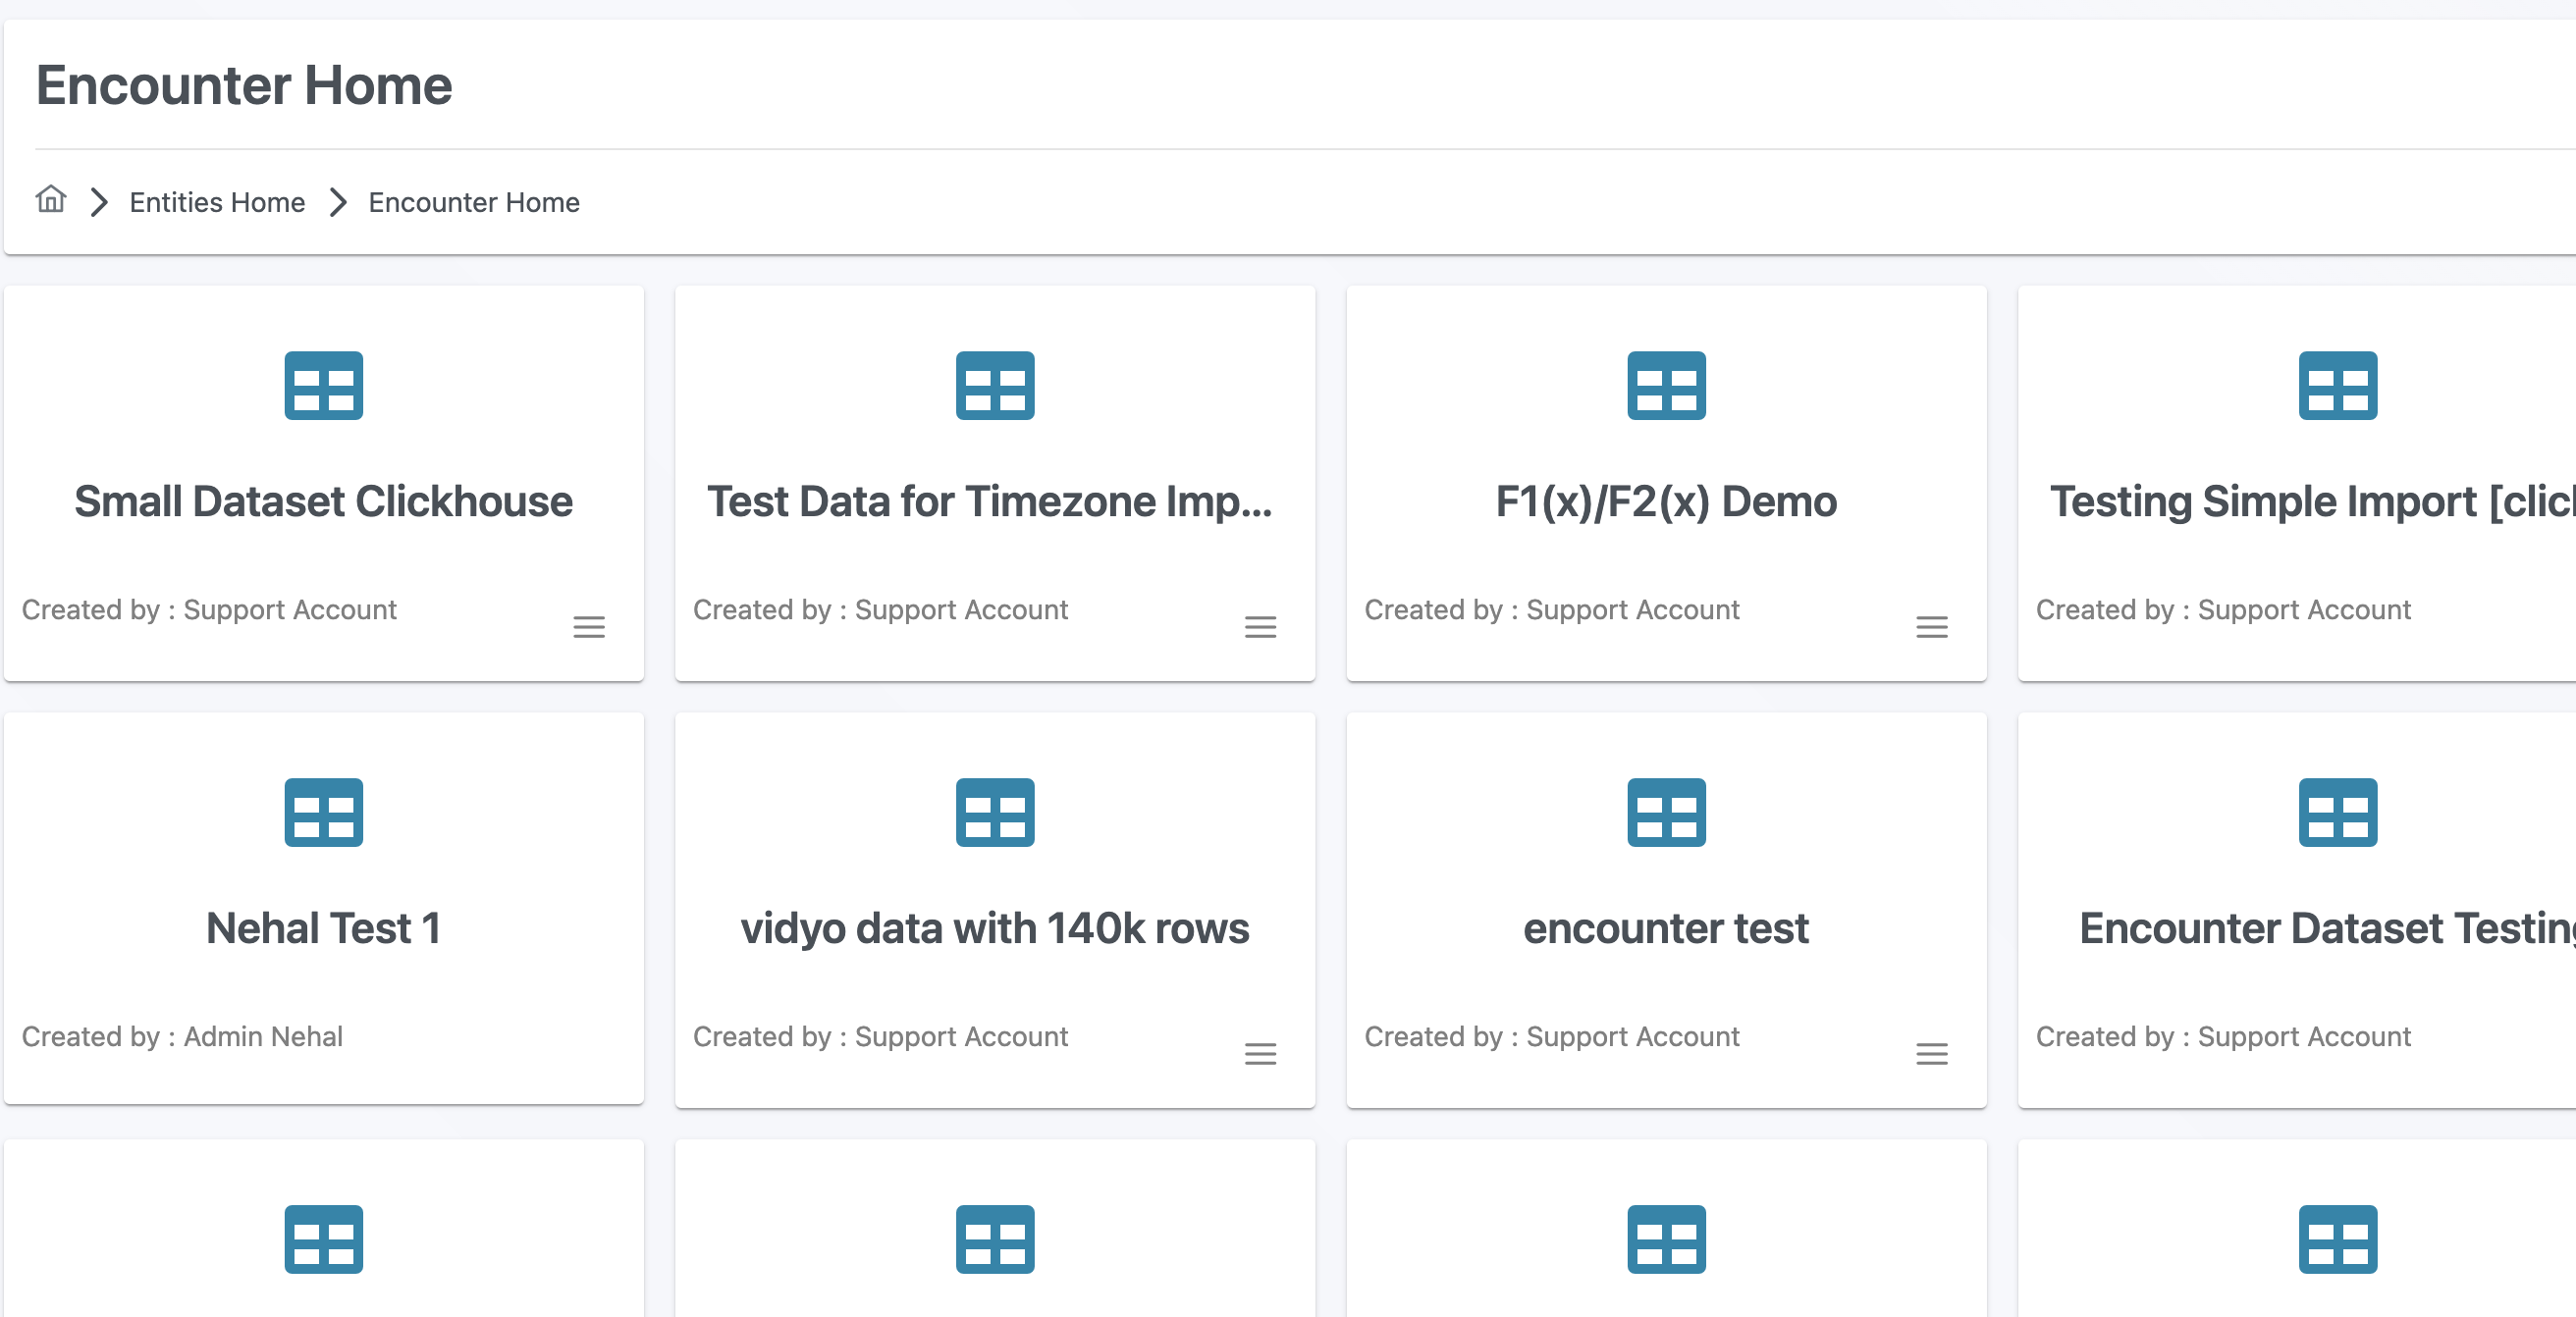 Encounter Home
Entities Home
Encounter Home
Small Dataset Clickhouse
Created by : Support Account
Test Data for Timezone Imp...
Created by : Support Account
F1(x)/F2(x) Demo
Created by : Support Account
Testing Simple Import
Created by : Support Account
Nehal Test 1
Created by : Admin Nehal
vidyo data with 140k rows
Created by : Support Account
encounter test
Created by : Support Account
Encounter Dataset Testing
Created by : Support Account